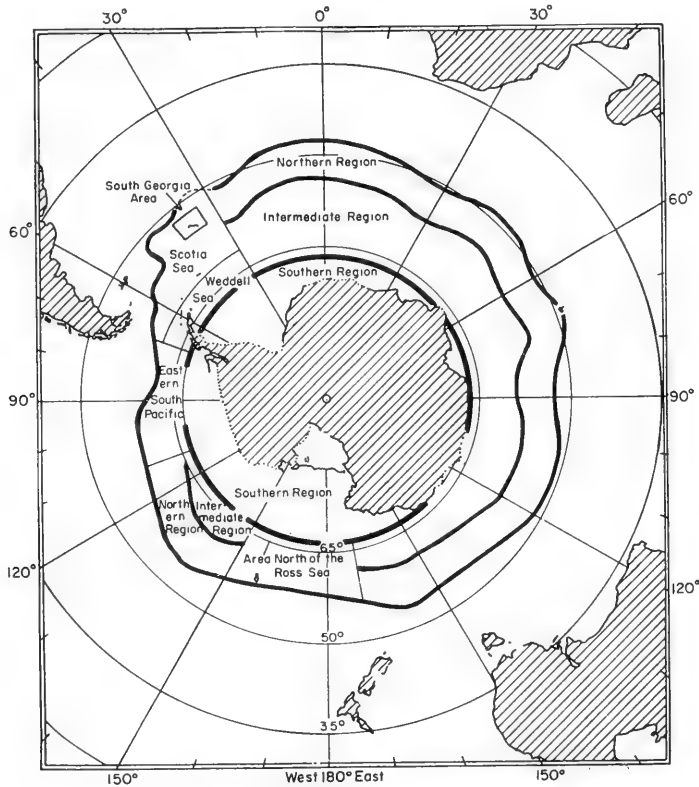 30°
0°
30°
Northern Region
South Georgia
Area
60°
Intermediate Region
60°
Scotia
Sea
Southern Region
Weddell
Sea
East
ern
South
Pacific
90°
90°
Southern Region
North
ern
Region
Inter-
mediate
Region
65°
Area North of the
Ross Sea
120°
120°
50°
35°
150°
West 180° East
150°